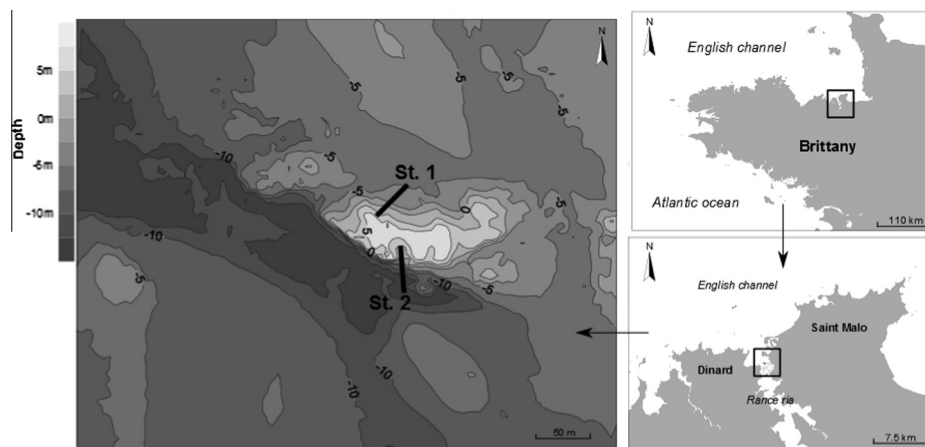 Depth
5m
0m
-5m
-10m
N
-5
-5
-5
-5
-10
-5
-5
St. 1
0
-5
-10
5
0
-10
-5
St. 2
-10
-10
-5
50 m
N
English channel
Brittany
Atlantic ocean
110 km
N
English channel
Saint Malo
Dinard
Rance ria
7.5 km